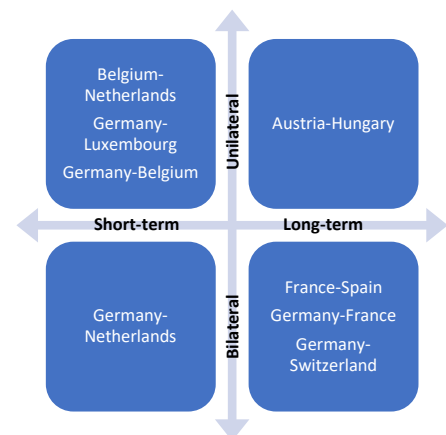 Belgium-
Netherlands
Germany-
Luxembourg
Germany-Belgium
Unilateral
Austria-Hungary
Short-term
Long-term
Germany-
Netherlands
Bilateral
France-Spain
Germany-France
Germany-
Switzerland